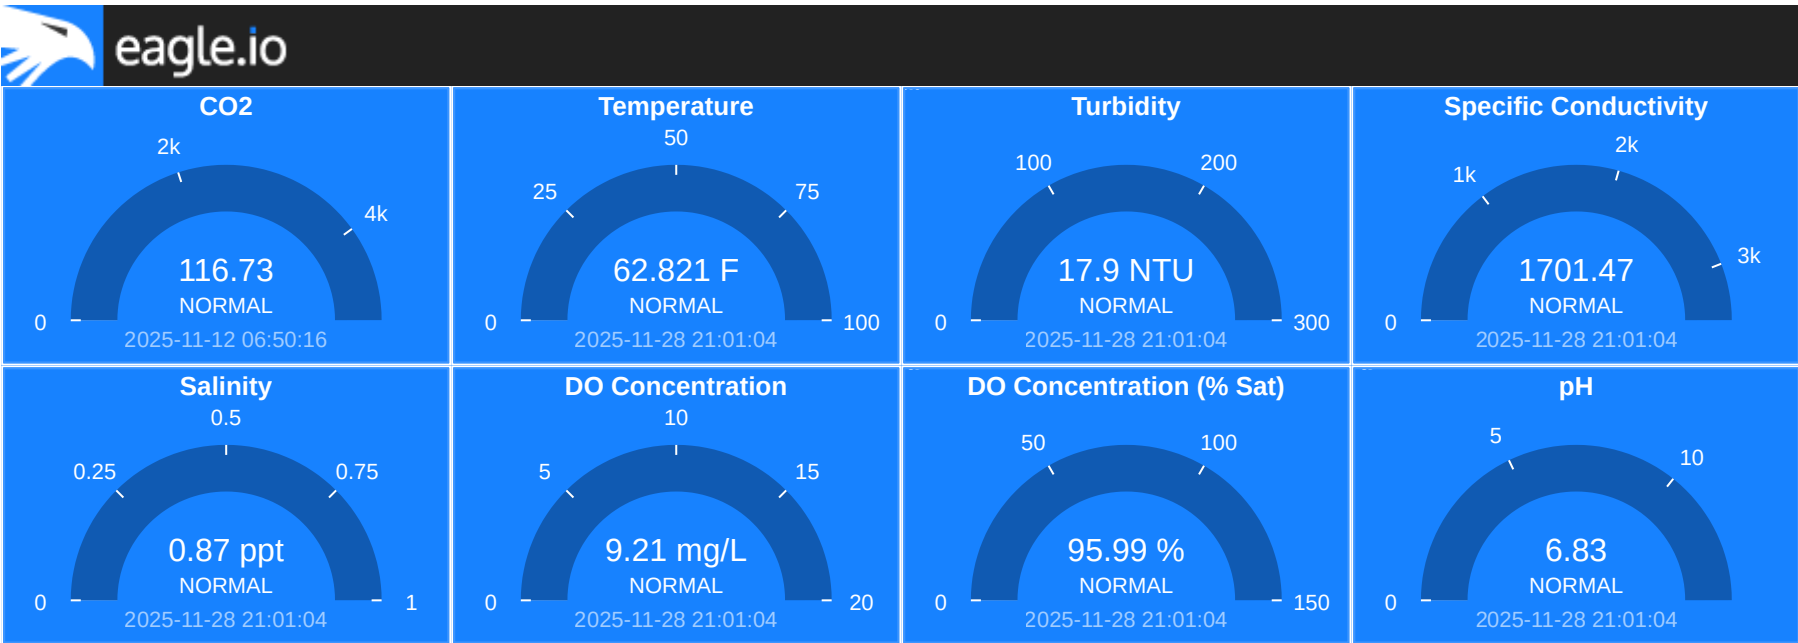 eagle.io
CO2
2k
4k
0
116.73
NORMAL
2025-11-12 06:50:16
Temperature
50
25
75
0
100
62.821 F
NORMAL
2025-11-28 21:01:04
Turbidity
100
200
0
300
17.9 NTU
NORMAL
2025-11-28 21:01:04
Specific Conductivity
2k
1k
3k
0
1701.47
NORMAL
2025-11-28 21:01:04
Salinity
0.5
0.25
0.75
0
1
0.87 ppt
NORMAL
2025-11-28 21:01:04
DO Concentration
10
5
15
0
20
9.21 mg/L
NORMAL
2025-11-28 21:01:04
DO Concentration (% Sat)
50
100
0
150
95.99 %
NORMAL
2025-11-28 21:01:04
pH
5
10
0
6.83
NORMAL
2025-11-28 21:01:04